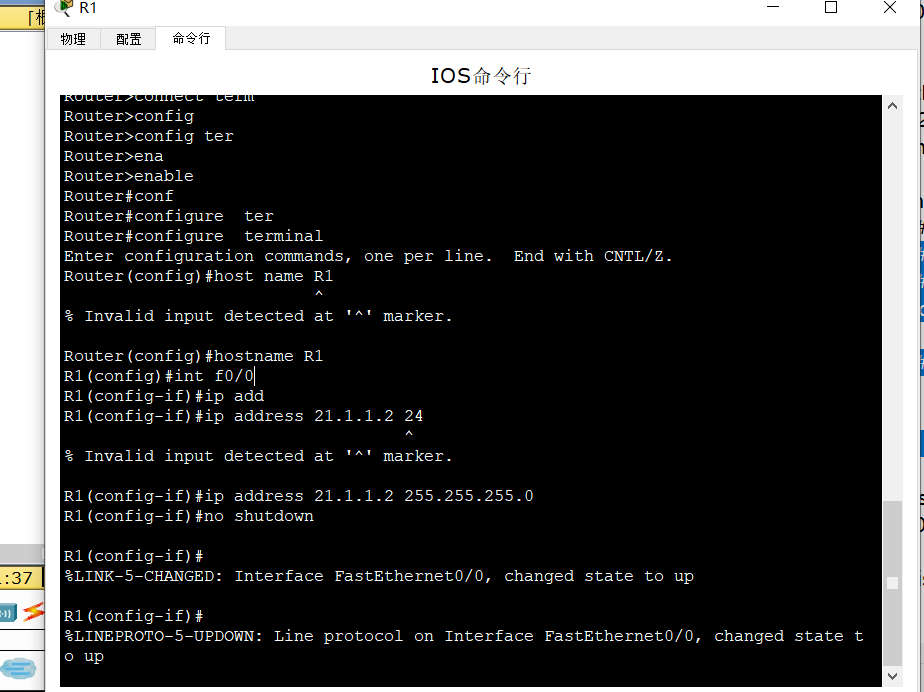 R1
物理 配置 命令行
IOS命令行
Router>connect term
Router>config
Router>config ter
Router>ena
Router>enable
Router#conf
Router#configure  ter
Router#configure  terminal
Enter configuration commands, one per line.  End with CNTL/Z.
Router(config)#host name R1
^
% Invalid input detected at '^' marker.
Router(config)#hostname R1
R1(config)#int f0/0
R1(config-if)#ip add
R1(config-if)#ip address 21.1.1.2 24
^
% Invalid input detected at '^' marker.
R1(config-if)#ip address 21.1.1.2 255.255.255.0
R1(config-if)#no shutdown
R1(config-if)#
%LINK-5-CHANGED: Interface FastEthernet0/0, changed state to up
R1(config-if)#
%LINEPROTO-5-UPDOWN: Line protocol on Interface FastEthernet0/0, changed state t
o up
:37